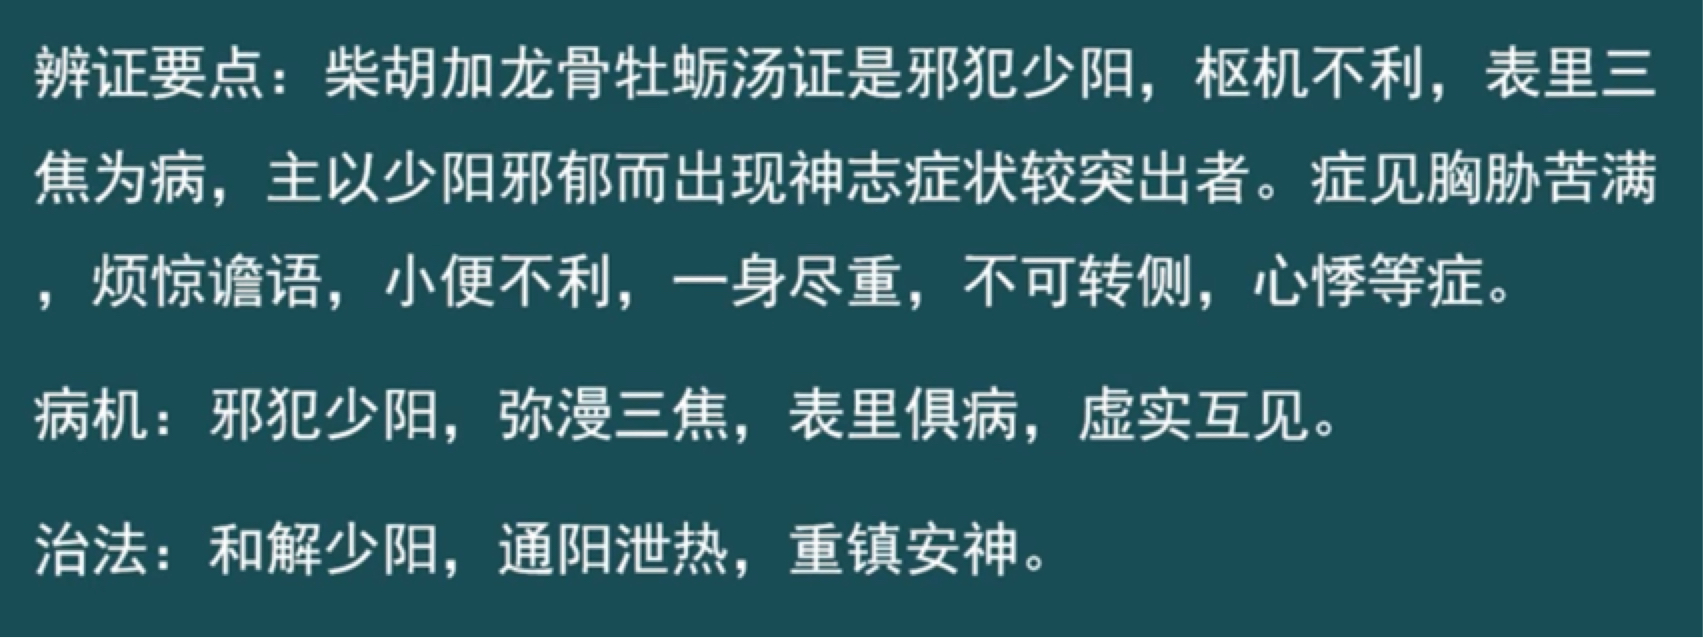 辨证要点：柴胡加龙骨牡蛎汤证是邪犯少阳，枢机不利，表里三
焦为病，主以少阳邪郁而出现神志症状较突出者。症见胸胁苦满
，烦惊谵语，小便不利，一身尽重，不可转侧，心悸等症。
病机：邪犯少阳，弥漫三焦，表里俱病，虚实互见。
治法：和解少阳，通阳泄热，重镇安神。